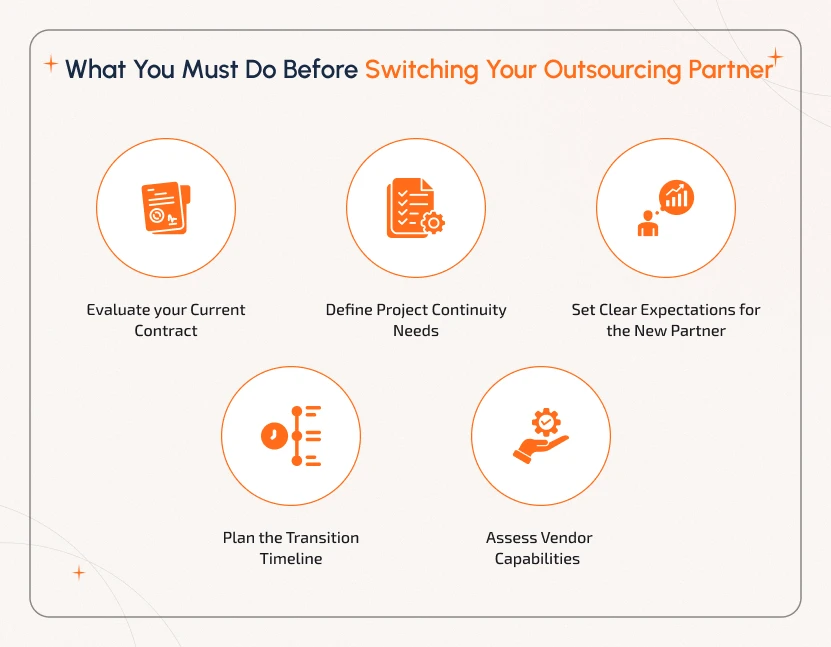 What You Must Do Before Switching Your Outsourcing Partner
Evaluate your Current
Contract
Define Project Continuity
Needs
Set Clear Expectations for
the New Partner
Plan the Transition
Timeline
Assess Vendor
Capabilities